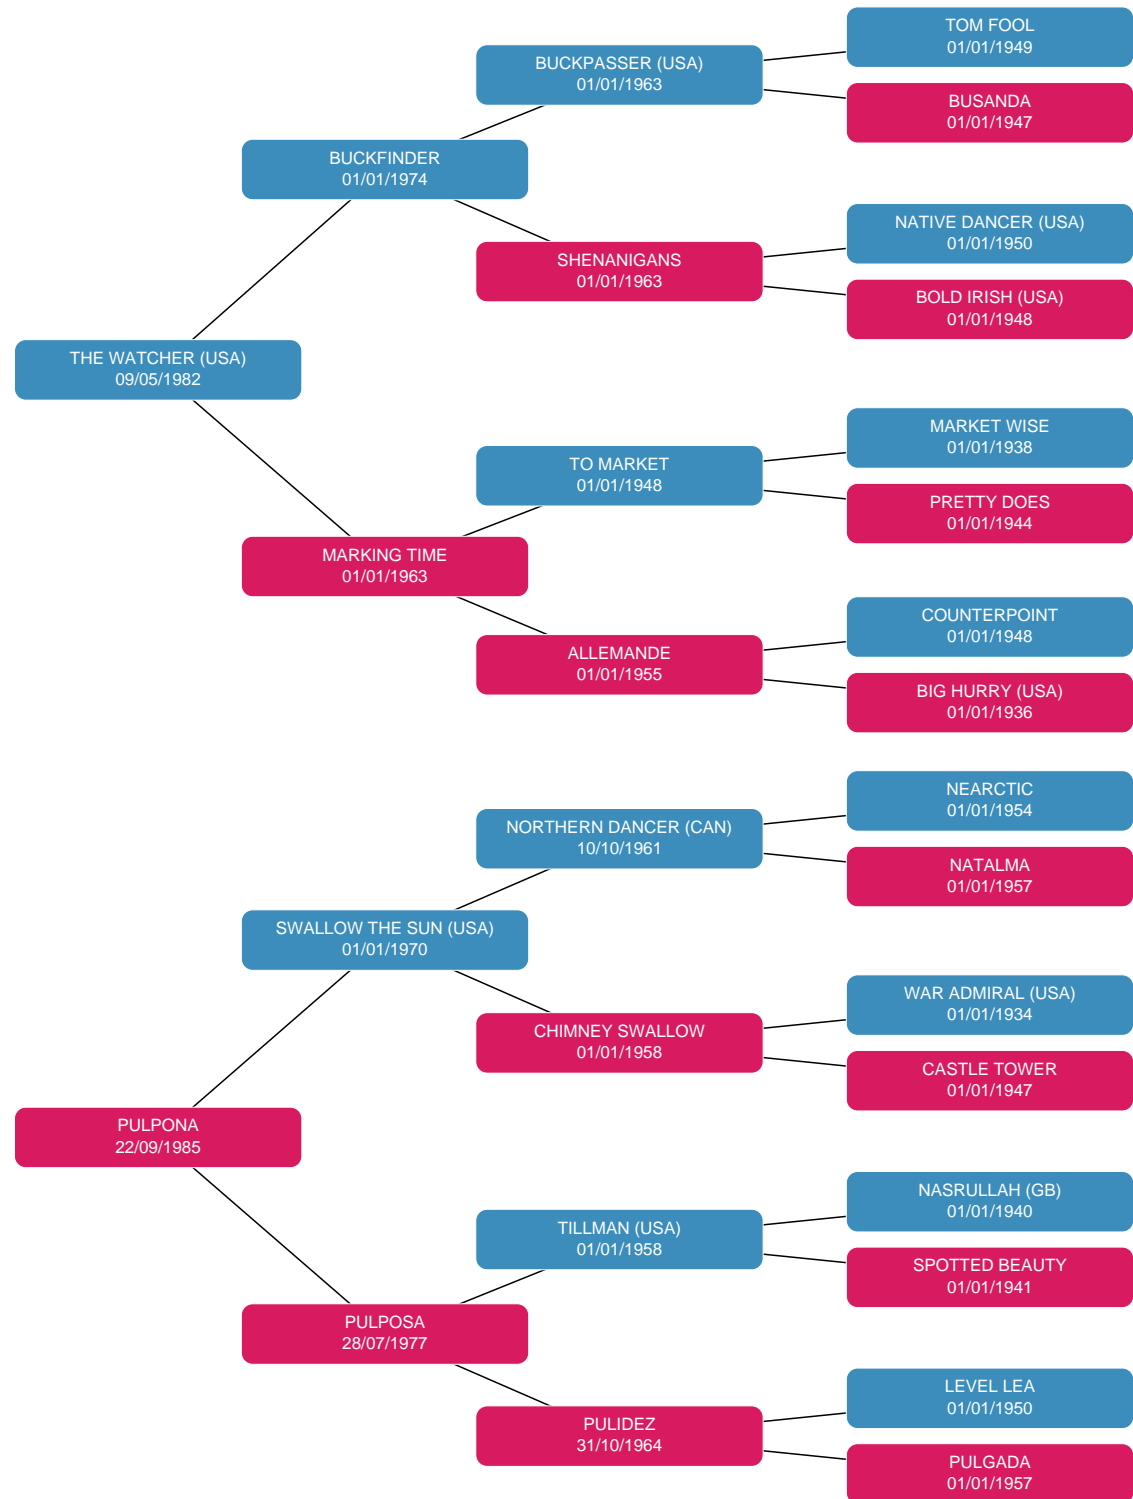 TOM FOOL
01/01/1949
BUCKPASSER (USA)
01/01/1963
BUSANDA
01/01/1947
BUCKFINDER
01/01/1974
NATIVE DANCER (USA)
01/01/1950
SHENANIGANS
01/01/1963
BOLD IRISH (USA)
01/01/1948
THE WATCHER (USA)
09/05/1982
MARKET WISE
01/01/1938
TO MARKET
01/01/1948
PRETTY DOES
01/01/1944
MARKING TIME
01/01/1963
COUNTERPOINT
01/01/1948
ALLEMANDE
01/01/1955
BIG HURRY (USA)
01/01/1936
NEARCTIC
01/01/1954
NORTHERN DANCER (CAN)
10/10/1961
NATALMA
01/01/1957
SWALLOW THE SUN (USA)
01/01/1970
WAR ADMIRAL (USA)
01/01/1934
CHIMNEY SWALLOW
01/01/1958
CASTLE TOWER
01/01/1947
PULPONA
22/09/1985
NASRULLAH (GB)
01/01/1940
TILLMAN (USA)
01/01/1958
SPOTTED BEAUTY
01/01/1941
PULPOSA
28/07/1977
LEVEL LEA
01/01/1950
PULIDEZ
31/10/1964
PULGADA
01/01/1957